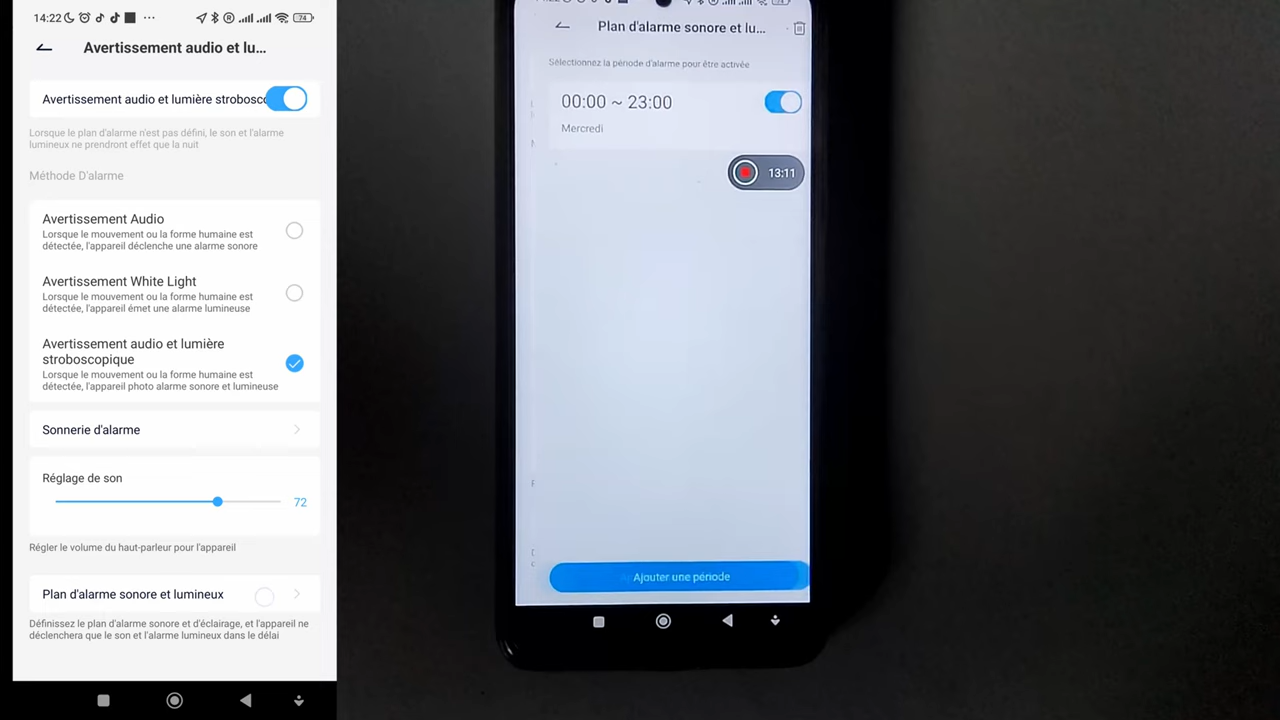 14:22
74
Avertissement audio et lu...
Avertissement audio et lumière strobosco
Lorsque le plan d'alarme n'est pas défini, le son et l'alarme
lumineux ne prendront effet que la nuit
Méthode D'alarme
Avertissement Audio
Lorsque le mouvement ou la forme humaine est
détectée, l'appareil déclenche une alarme sonore
Avertissement White Light
Lorsque le mouvement ou la forme humaine est
détectée, l'appareil émet une alarme lumineuse
Avertissement audio et lumière
stroboscopique
Lorsque le mouvement ou la forme humaine est
détectée, l'appareil photo alarme sonore et lumineuse
Sonnerie d'alarme
Réglage de son
72
Régler le volume du haut-parleur pour l'appareil
Plan d'alarme sonore et lumineux
Définissez le plan d'alarme sonore et d'éclairage, et l'appareil ne
déclenchera que le son et l'alarme lumineux dans le délai
Plan d'alarme sonore et lu...
Sélectionnez la période d'alarme pour être activée
00:00 ~ 23:00
Mercredi
13:11
Ajouter une période